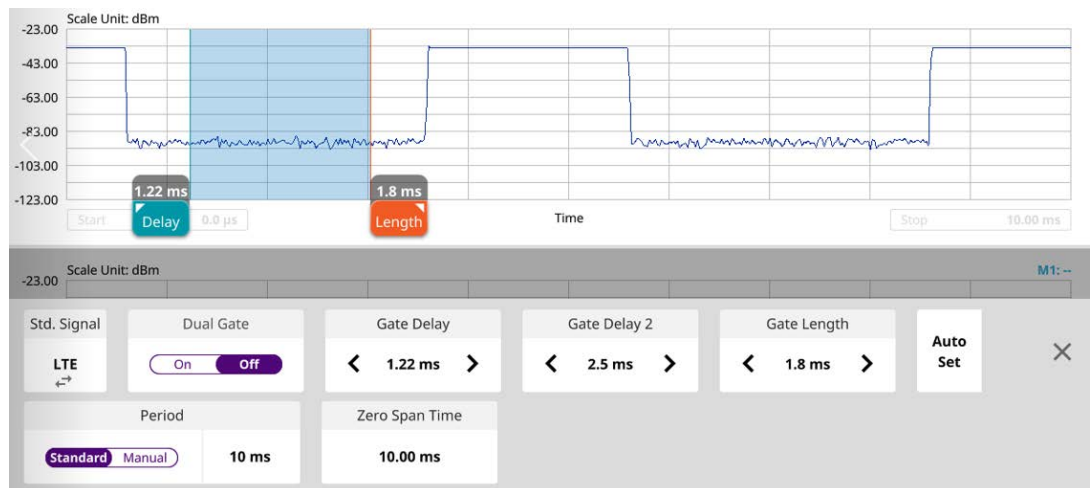 Scale Unit: dBm
-23.00
-43.00
-63.00
-83.00
-103.00
-123.00
1.22 ms
1.8 ms
Start 0.0 µs
Delay
Length
Time
Stop 10.00 ms
Scale Unit: dBm
M1: --
-23.00
Std. Signal
Dual Gate
Gate Delay
Gate Delay 2
Gate Length
Auto
Set
LTE
On Off
1.22 ms
2.5 ms
1.8 ms
Period
Zero Span Time
Standard Manual
10 ms
10.00 ms